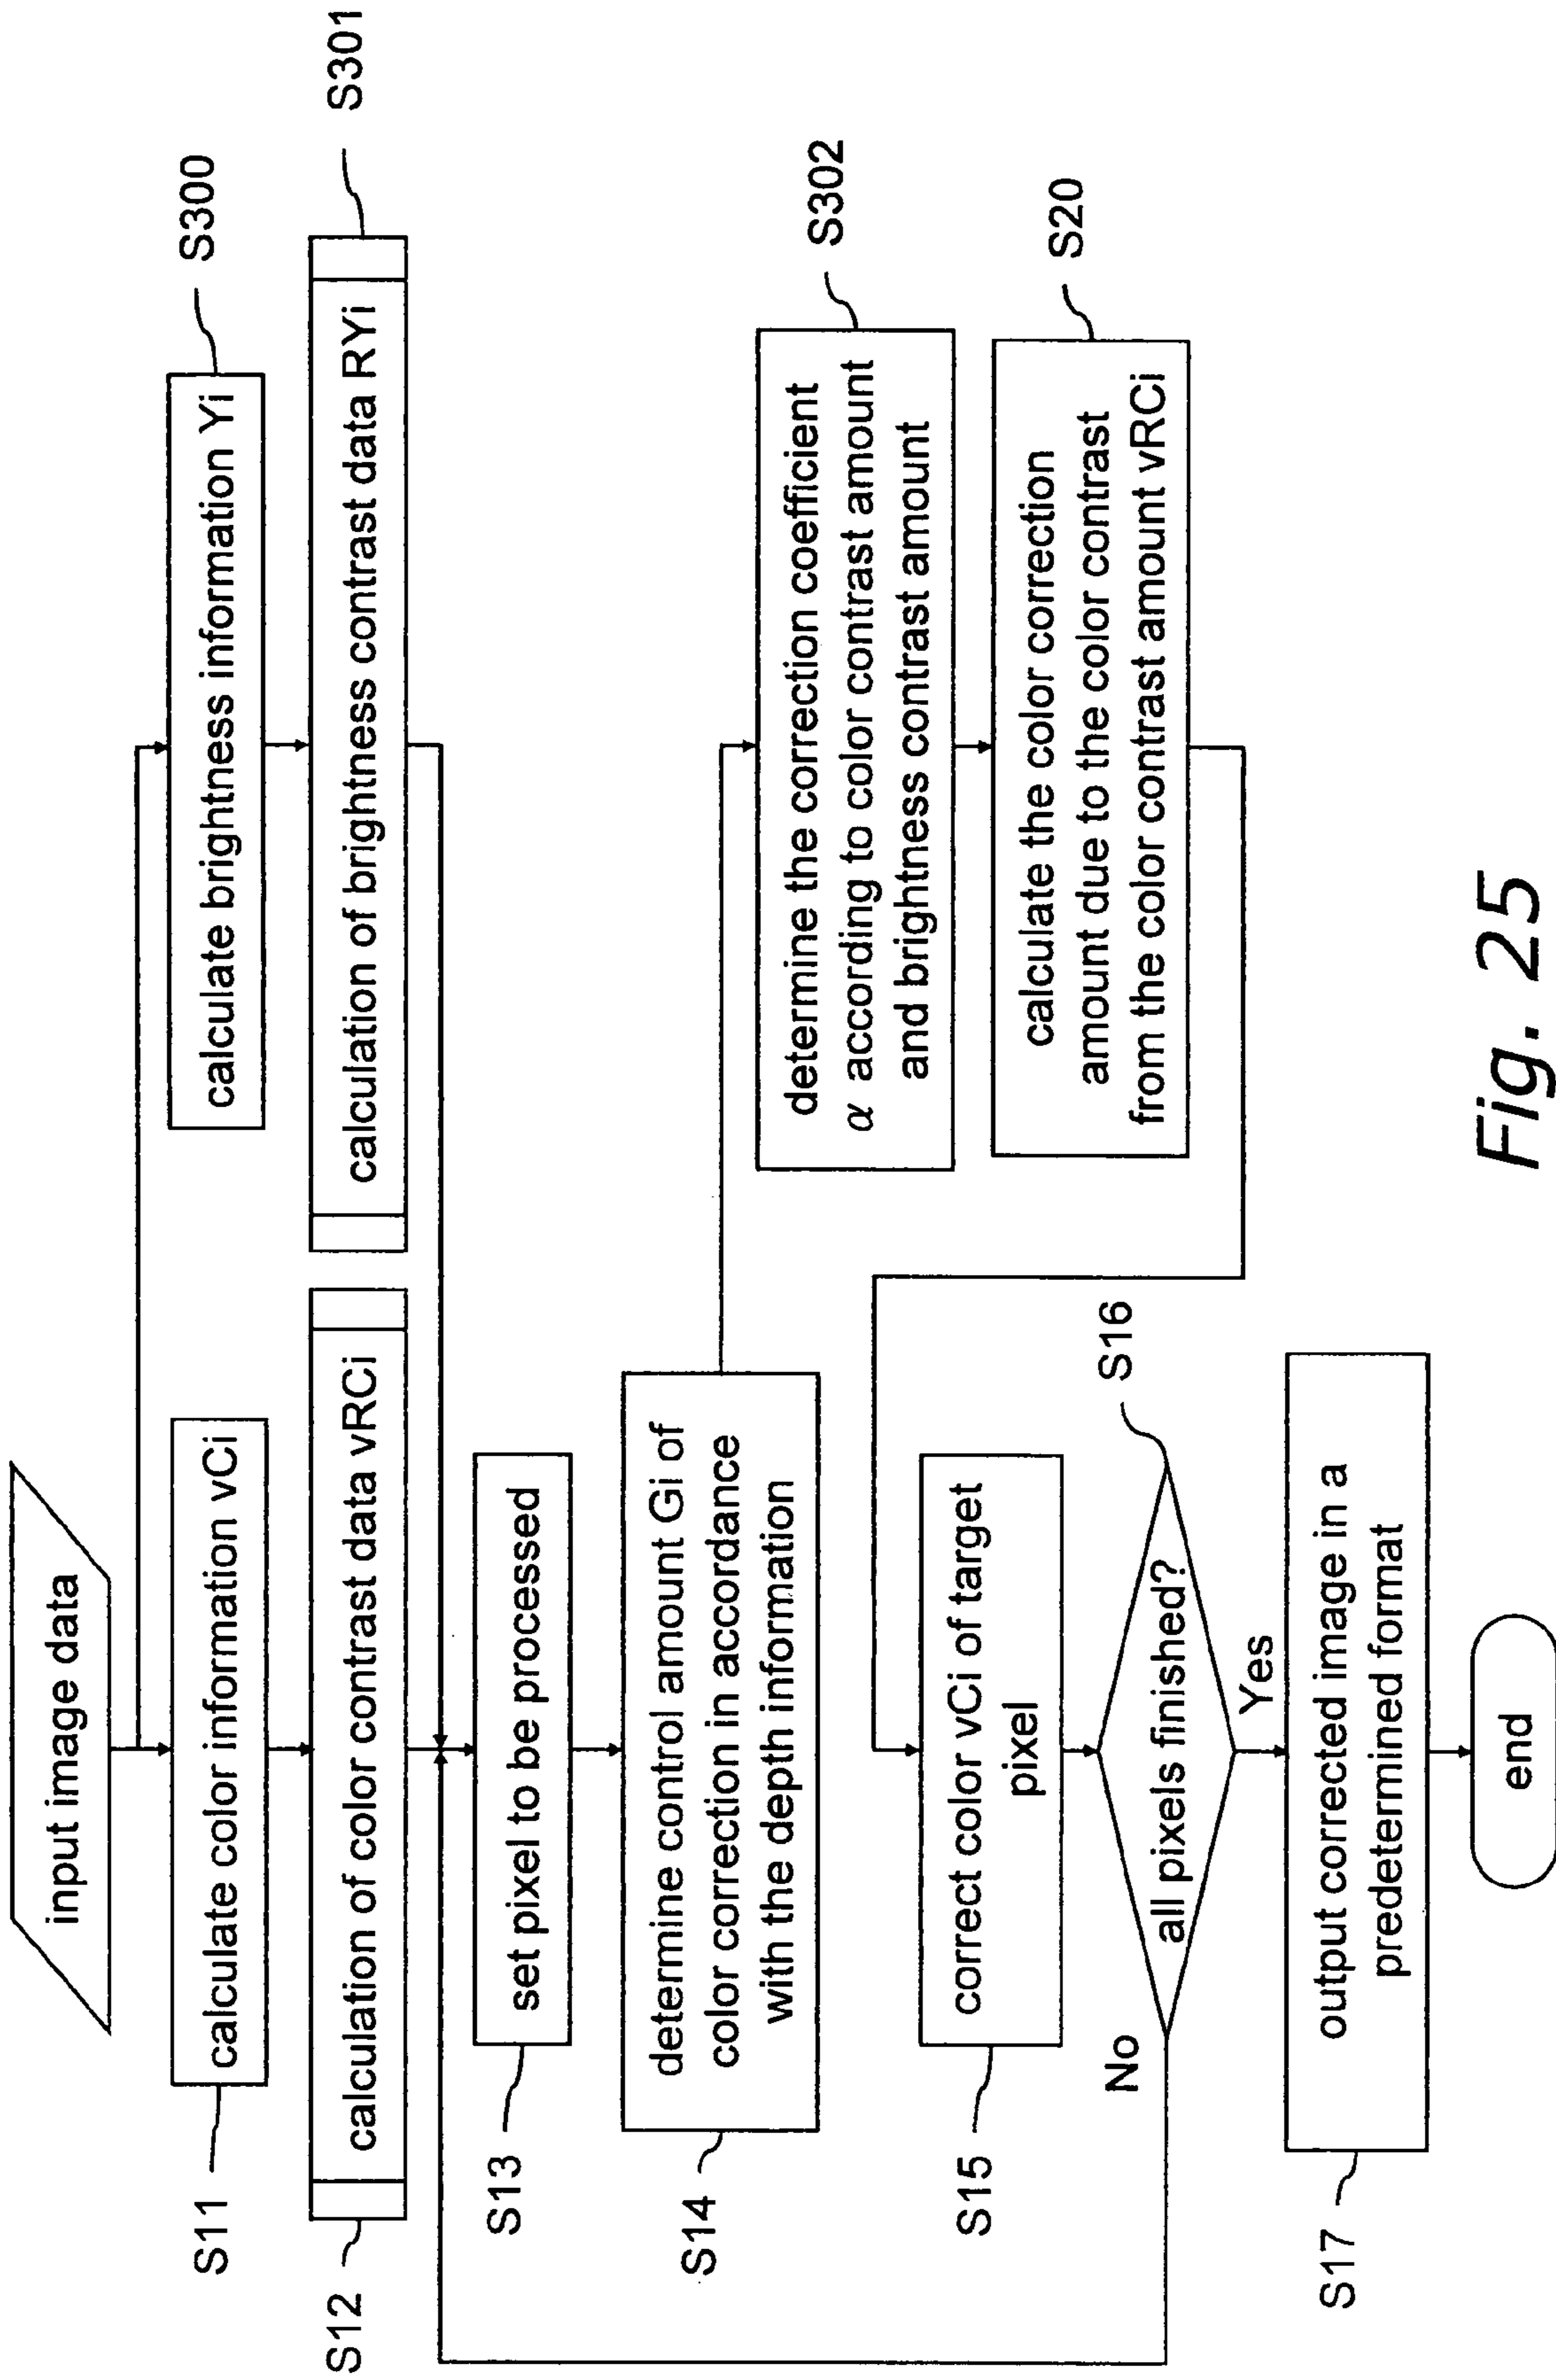 input image data
S11
calculate color information vCi
S300
calculate brightness information Yi
S12
calculation of color contrast data vRCi
S301
calculation of brightness contrast data RYi
S13
set pixel to be processed
S14
determine control amount Gi of
color correction in accordance
with the depth information
S302
determine the correction coefficient
α according to color contrast amount
and brightness contrast amount
S20
calculate the color correction
amount due to the color contrast
from the color contrast amount vRCi
S15
correct color vCi of target
pixel
S16
all pixels finished?
No
Yes
S17
output corrected image in a
predetermined format
end
Fig. 25